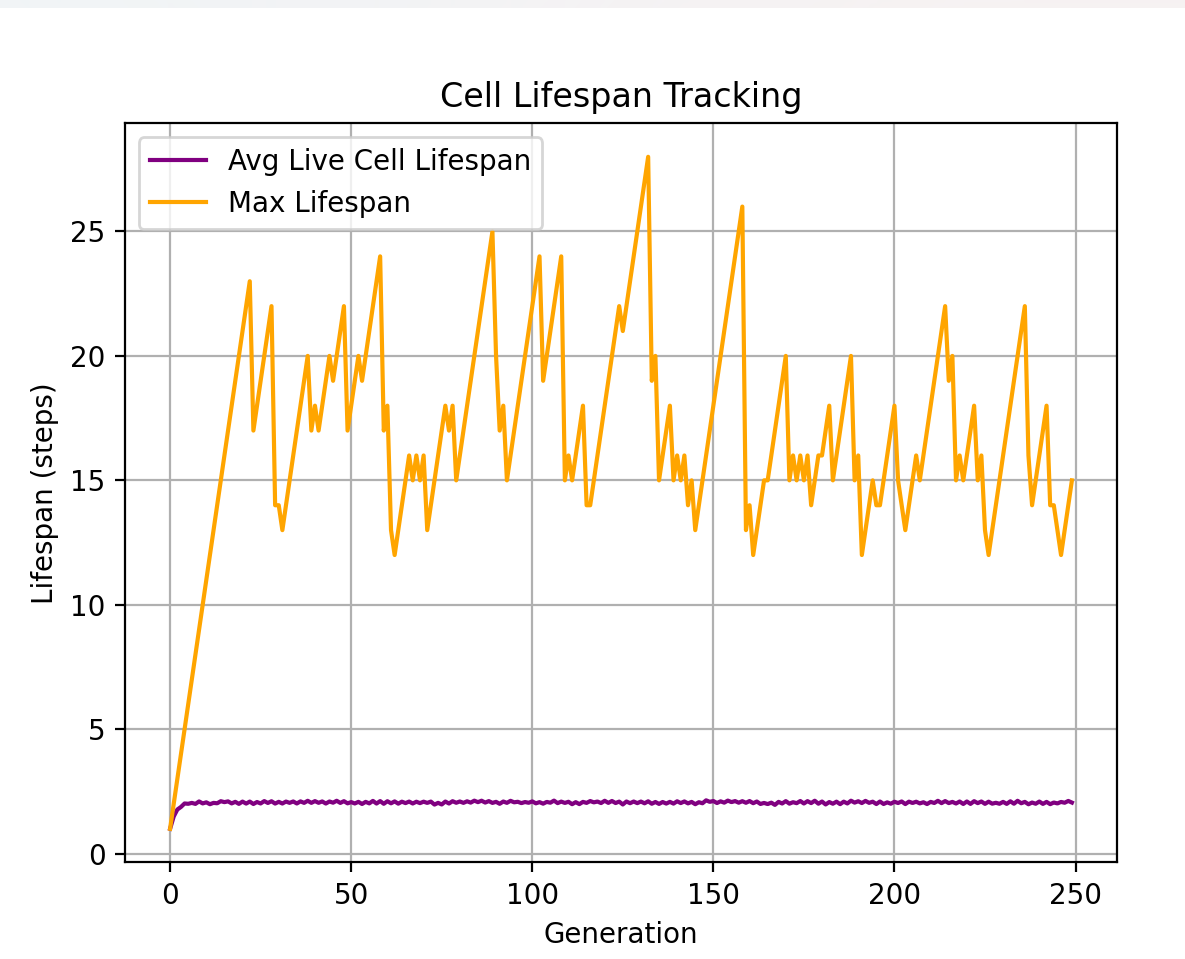 Cell Lifespan Tracking
Avg Live Cell Lifespan
Max Lifespan
Lifespan (steps)
25
20
15
10
5
0
0 50 100 150 200 250
Generation